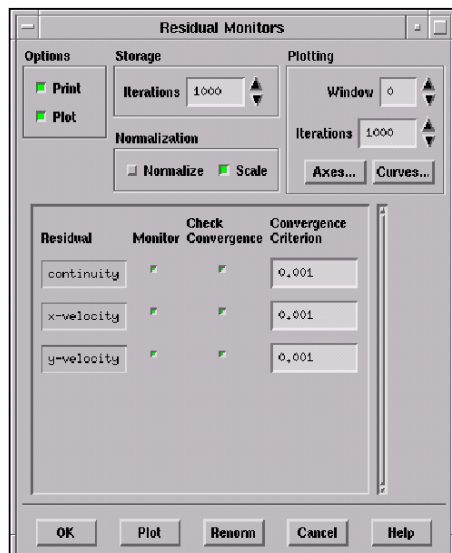 Residual Monitors
Options
Print
Plot
Storage
Iterations 1000
Normalization
Normalize Scale
Plotting
Window 0
Iterations 1000
Axes... Curves...
Residual Monitor Check Convergence Convergence Criterion
continuity 0.001
x-velocity 0.001
y-velocity 0.001
OK Plot Renorm Cancel Help